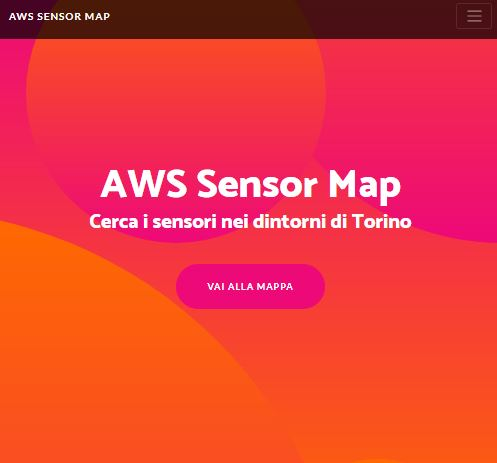 AWS SENSOR MAP
AWS Sensor Map
Cerca i sensori nei dintorni di Torino
VAI ALLA MAPPA